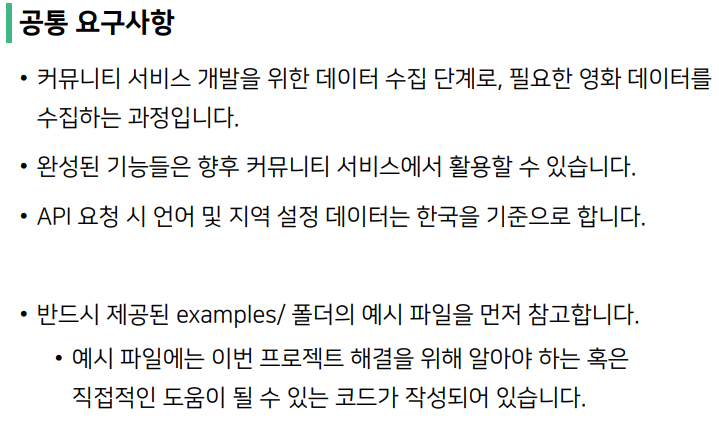 공통 요구사항
• 커뮤니티 서비스 개발을 위한 데이터 수집 단계로, 필요한 영화 데이터를
수집하는 과정입니다.
• 완성된 기능들은 향후 커뮤니티 서비스에서 활용할 수 있습니다.
• API 요청 시 언어 및 지역 설정 데이터는 한국을 기준으로 합니다.
• 반드시 제공된 examples/ 폴더의 예시 파일을 먼저 참고합니다.
• 예시 파일에는 이번 프로젝트 해결을 위해 알아야 하는 혹은
직접적인 도움이 될 수 있는 코드가 작성되어 있습니다.